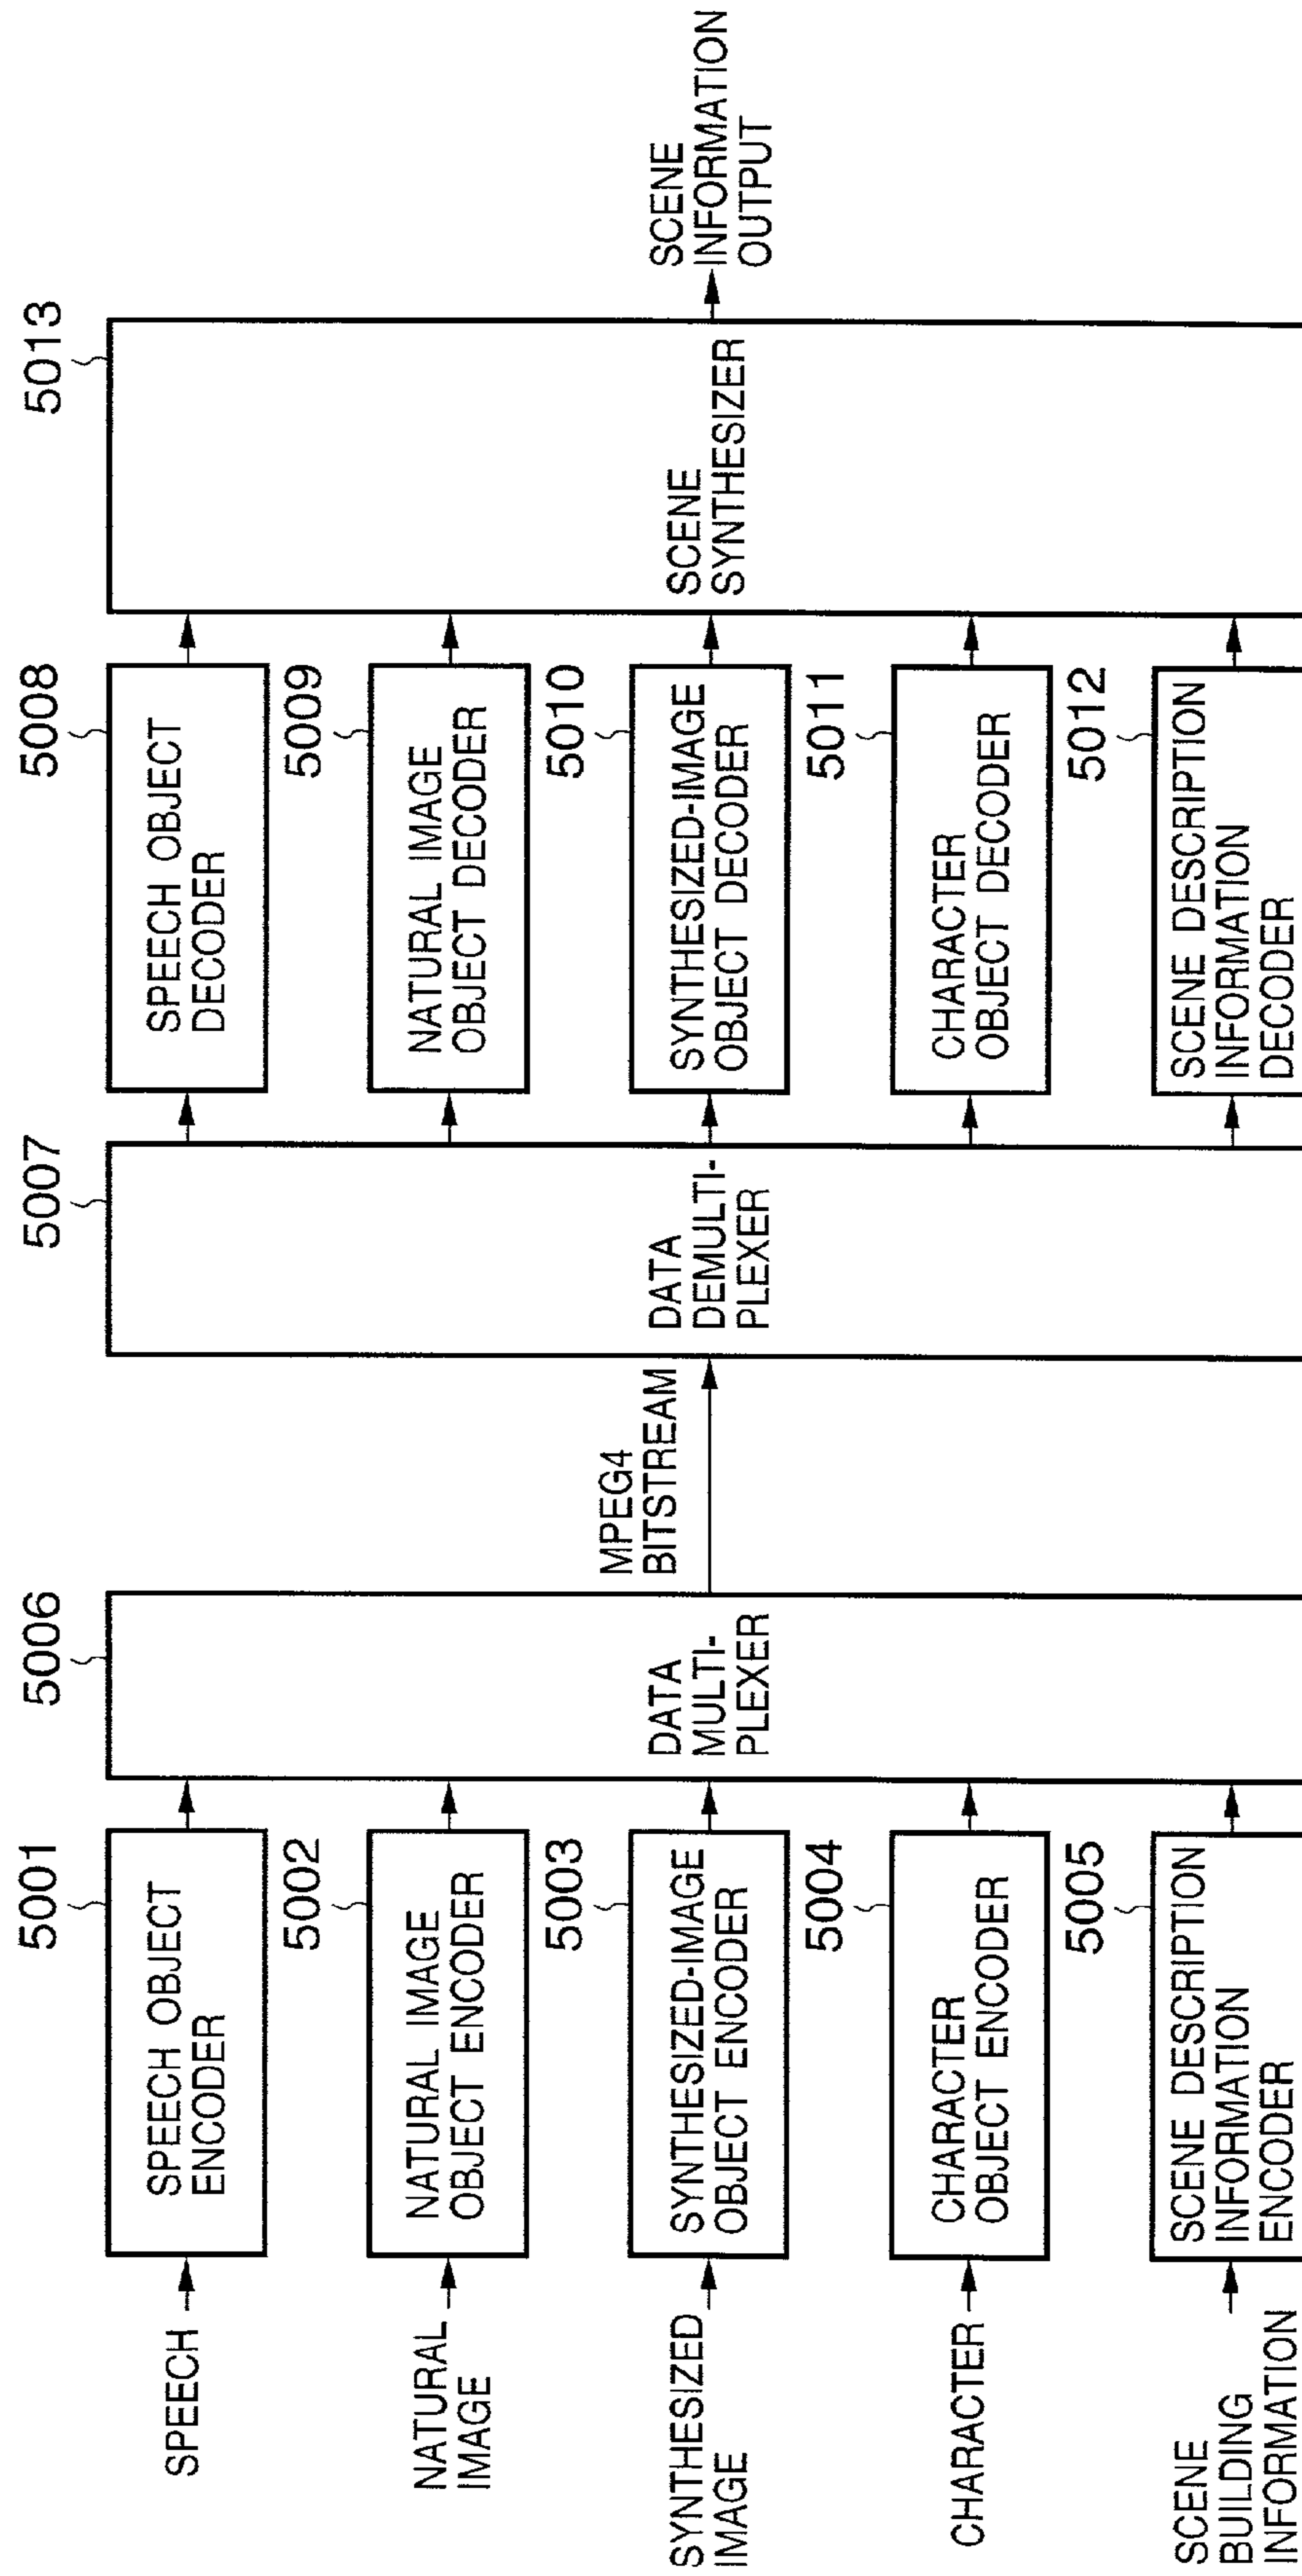 SPEECH
5001
SPEECH OBJECT
ENCODER
NATURAL
IMAGE
5002
NATURAL IMAGE
OBJECT ENCODER
SYNTHESIZED
IMAGE
5003
SYNTHESIZED-IMAGE
OBJECT ENCODER
CHARACTER
5004
CHARACTER
OBJECT ENCODER
SCENE
BUILDING
INFORMATION
5005
SCENE DESCRIPTION
INFORMATION
ENCODER
5006
DATA
MULTI-
PLEXER
MPEG4
BITSTREAM
5007
DATA
DEMULTI-
PLEXER
5008
SPEECH OBJECT
DECODER
5009
NATURAL IMAGE
OBJECT DECODER
5010
SYNTHESIZED-IMAGE
OBJECT DECODER
5011
CHARACTER
OBJECT DECODER
5012
SCENE DESCRIPTION
INFORMATION
DECODER
5013
SCENE
SYNTHESIZER
SCENE
INFORMATION
OUTPUT